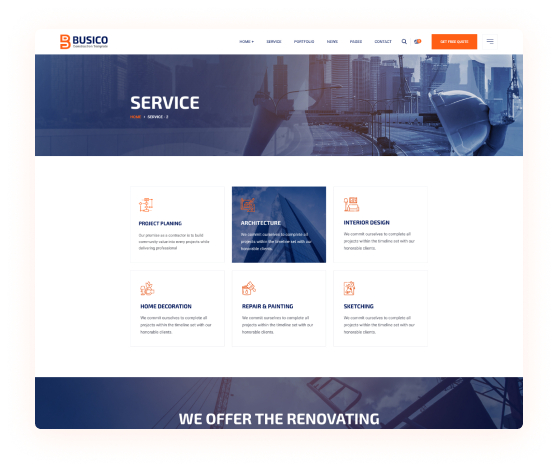 BUSICO
Construction Template
HOME SERVICE PORTFOLIO NEWS PAGES CONTACT GET FREE QUOTE
SERVICE
HOME SERVICE - 2
PROJECT PLANING
Our promise as a contractor is to build
community value into every projects while
delivering professional
ARCHITECTURE
We commit ourselves to complete all
projects within the timeline set with our
honorable clients.
INTERIOR DESIGN
We commit ourselves to complete all
projects within the timeline set with our
honorable clients.
HOME DECORATION
We commit ourselves to complete all
projects within the timeline set with our
honorable clients.
REPAIR & PAINTING
We commit ourselves to complete all
projects within the timeline set with our
honorable clients.
SKETCHING
We commit ourselves to complete all
projects within the timeline set with our
honorable clients.
WE OFFER THE RENOVATING